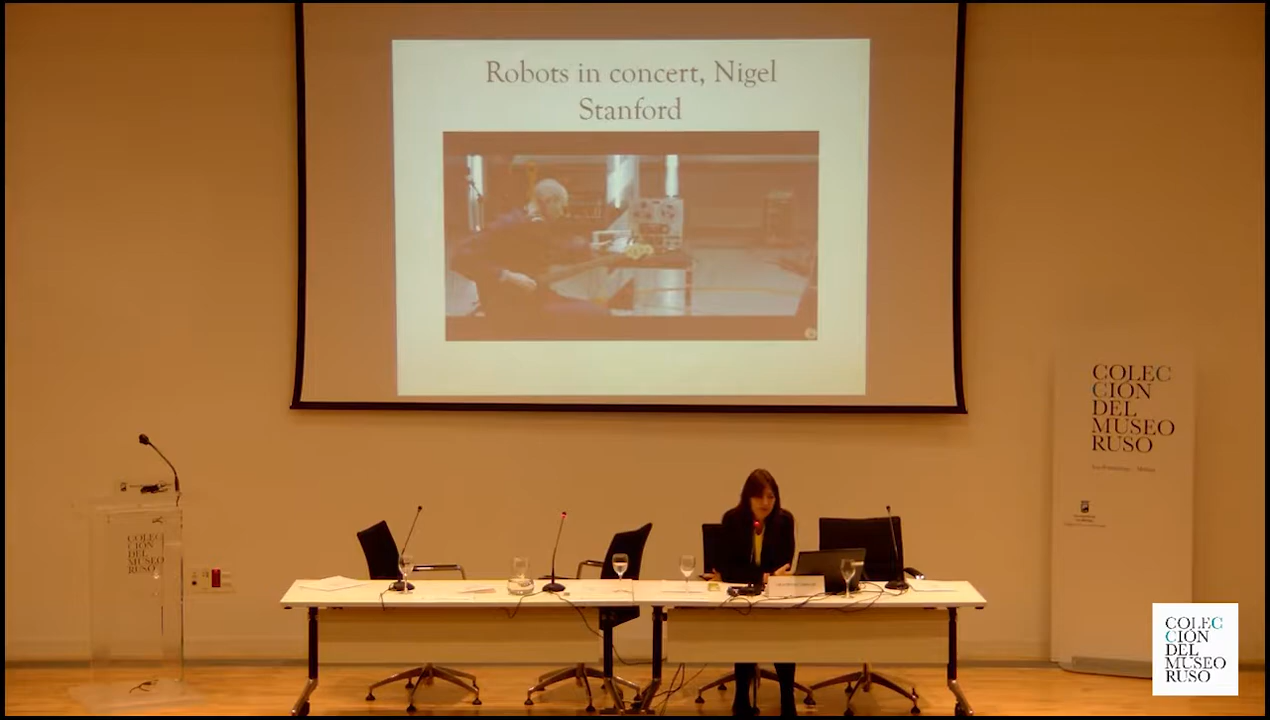 Robots in concert, Nigel
Stanford
COLEC
CIÓN
DEL
MUSEO
RUSO
COLEC
CIÓN
DEL
MUSEO
RUSO
COLEC
CIÓN
DEL
MUSEO
RUSO